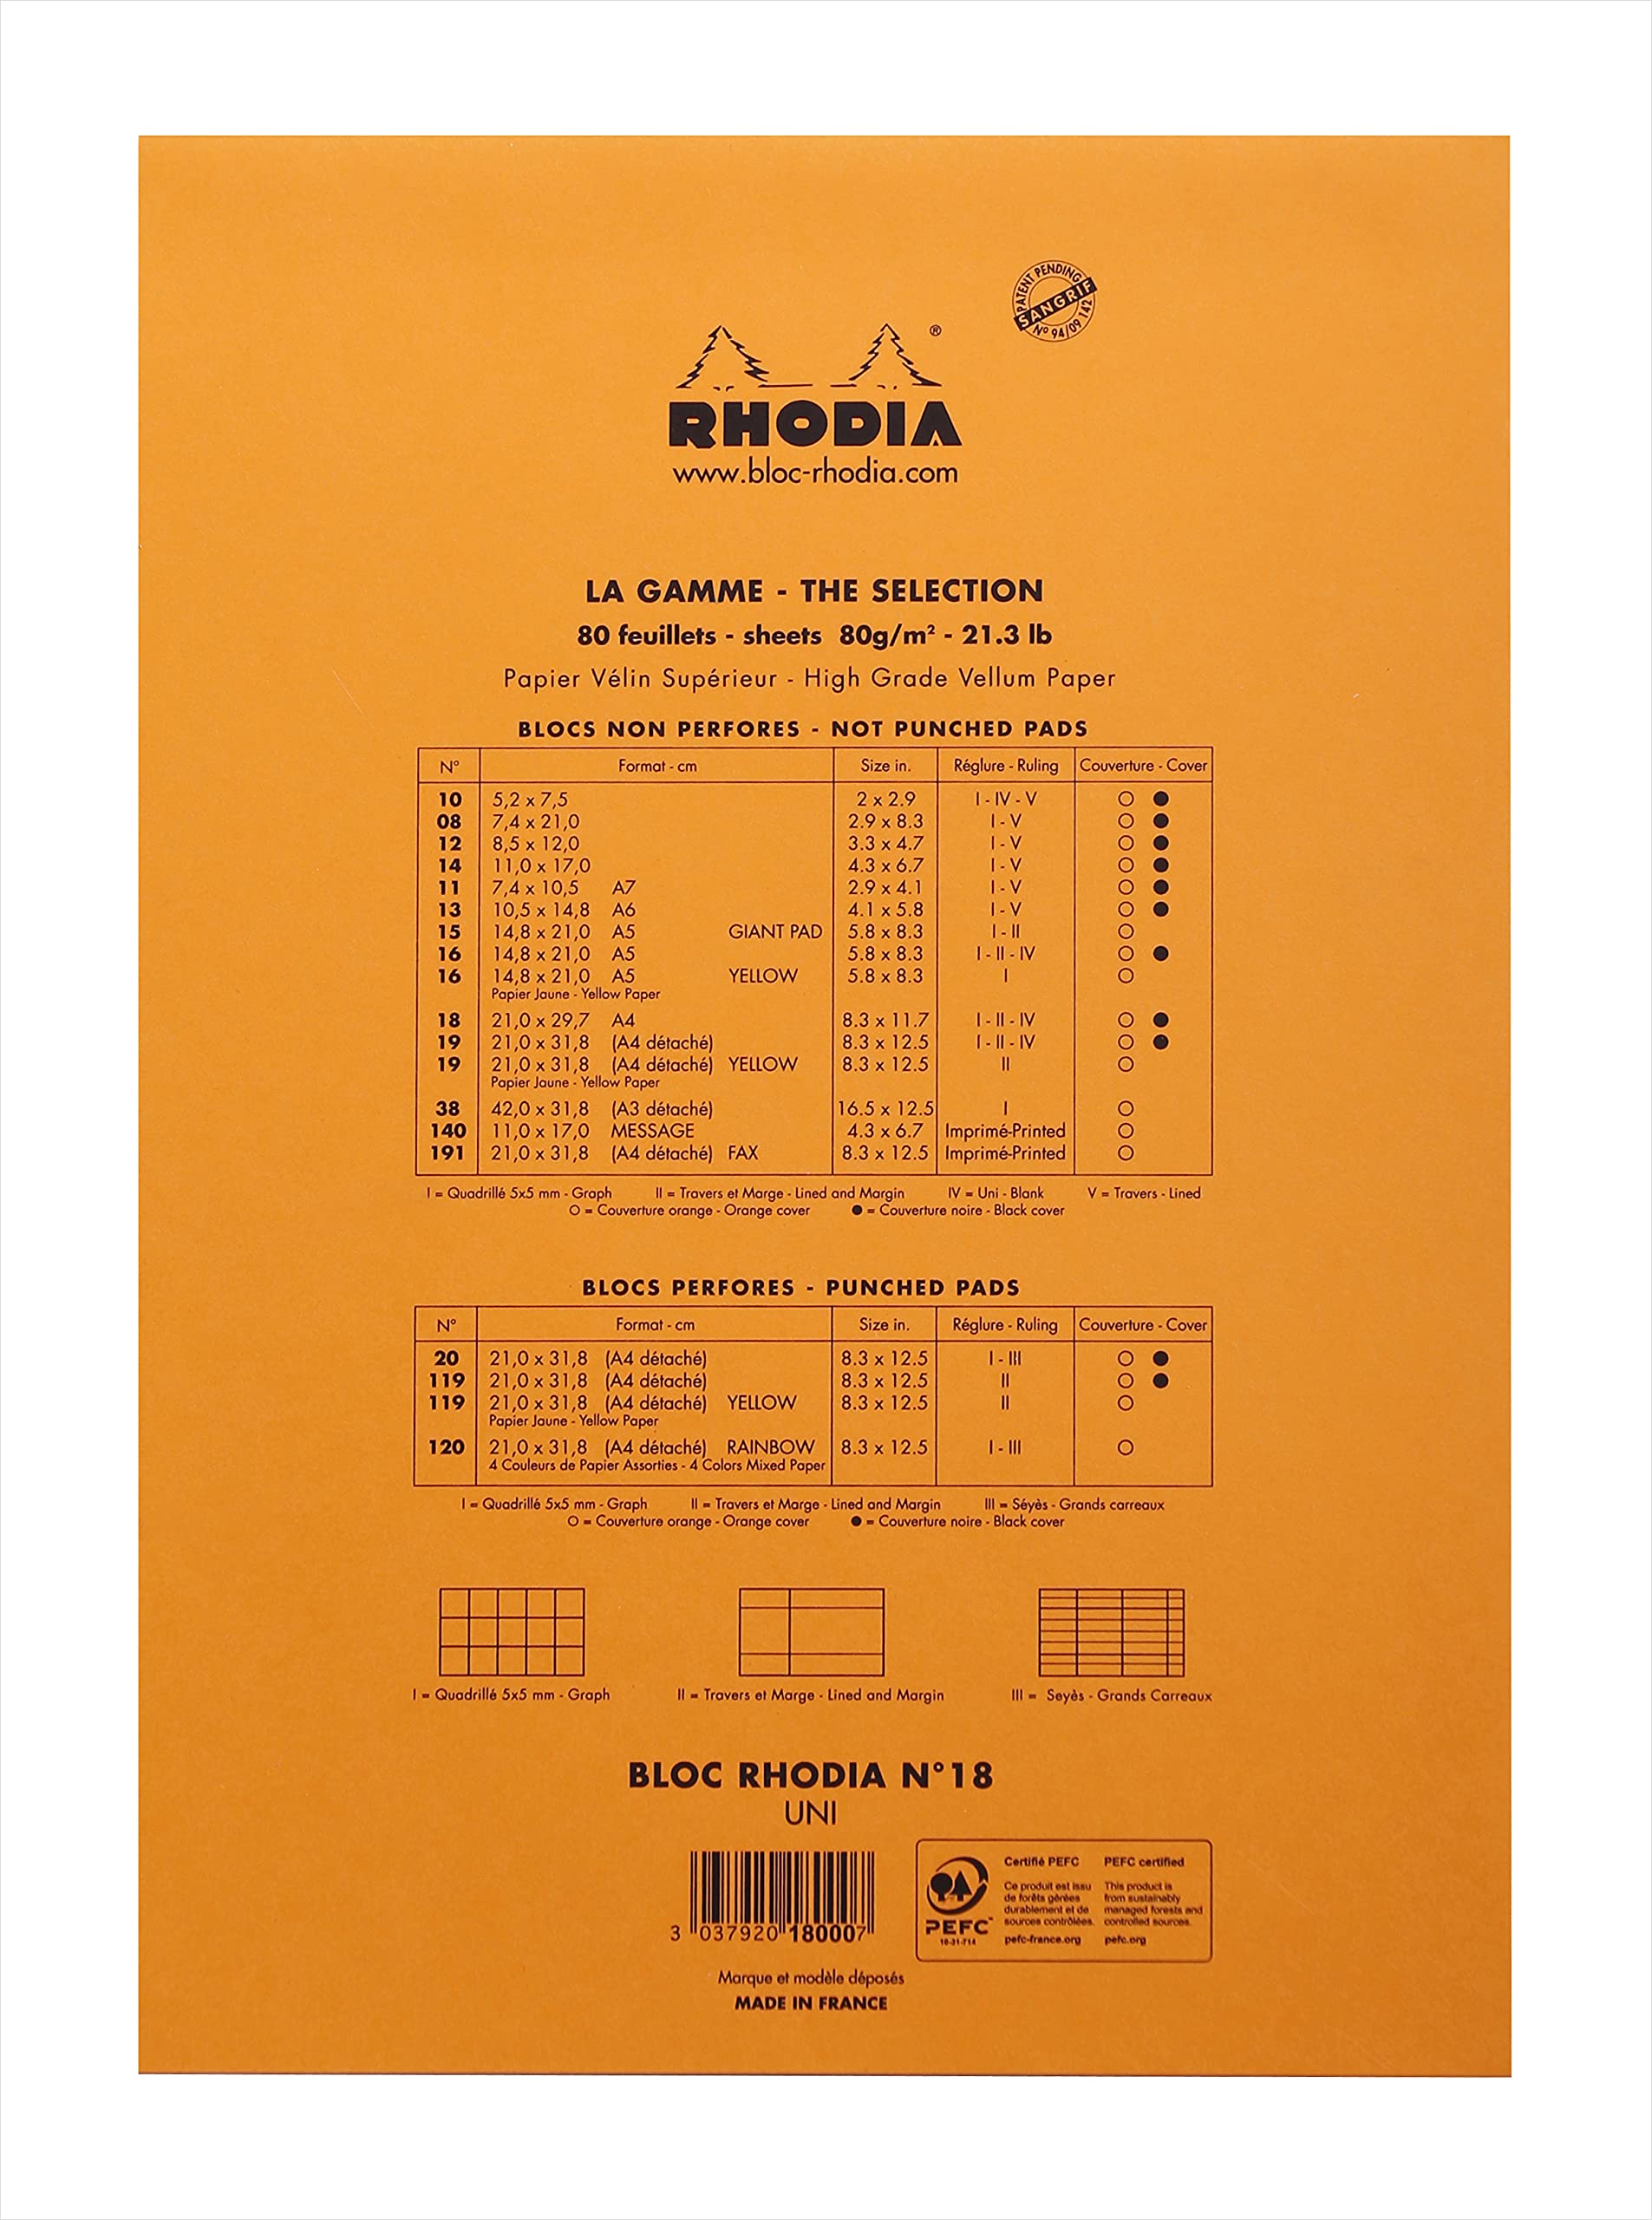 PATENT PENDING
SANGRIF
N° 94/09 142
®
RHODIA
www.bloc-rhodia.com
LA GAMME - THE SELECTION
80 feuillets - sheets 80g/m² - 21.3 lb
Papier Vélin Supérieur - High Grade Vellum Paper
BLOCS NON PERFORES - NOT PUNCHED PADS
N° Format - cm Size in. Réglure - Ruling Couverture - Cover
10 5,2 x 7,5 2 x 2.9 I - IV - V ○ ●
08 7,4 x 21,0 2.9 x 8.3 I - V ○ ●
12 8,5 x 12,0 3.3 x 4.7 I - V ○ ●
14 11,0 x 17,0 4.3 x 6.7 I - V ○ ●
11 7,4 x 10,5 A7 2.9 x 4.1 I - V ○ ●
13 10,5 x 14,8 A6 4.1 x 5.8 I - V ○ ●
15 14,8 x 21,0 A5 GIANT PAD 5.8 x 8.3 I - II ○
16 14,8 x 21,0 A5 5.8 x 8.3 I - II - IV ○ ●
16 14,8 x 21,0 A5 YELLOW 5.8 x 8.3 I ○
Papier Jaune - Yellow Paper
18 21,0 x 29,7 A4 8.3 x 11.7 I - II - IV ○ ●
19 21,0 x 31,8 (A4 détaché) 8.3 x 12.5 I - II - IV ○ ●
19 21,0 x 31,8 (A4 détaché) YELLOW 8.3 x 12.5 II ○
Papier Jaune - Yellow Paper
38 42,0 x 31,8 (A3 détaché) 16.5 x 12.5 I ○
140 11,0 x 17,0 MESSAGE 4.3 x 6.7 Imprimé-Printed ○
191 21,0 x 31,8 (A4 détaché) FAX 8.3 x 12.5 Imprimé-Printed ○
I = Quadrillé 5x5 mm - Graph II = Travers et Marge - Lined and Margin IV = Uni - Blank V = Travers - Lined
○ = Couverture orange - Orange cover ● = Couverture noire - Black cover
BLOCS PERFORES - PUNCHED PADS
N° Format - cm Size in. Réglure - Ruling Couverture - Cover
20 21,0 x 31,8 (A4 détaché) 8.3 x 12.5 I - III ○ ●
119 21,0 x 31,8 (A4 détaché) 8.3 x 12.5 II ○ ●
119 21,0 x 31,8 (A4 détaché) YELLOW 8.3 x 12.5 II ○
Papier Jaune - Yellow Paper
120 21,0 x 31,8 (A4 détaché) RAINBOW 8.3 x 12.5 I - III ○
4 Couleurs de Papier Assorties - 4 Colors Mixed Paper
I = Quadrillé 5x5 mm - Graph II = Travers et Marge - Lined and Margin III = Séyès - Grands carreaux
○ = Couverture orange - Orange cover ● = Couverture noire - Black cover
I = Quadrillé 5x5 mm - Graph II = Travers et Marge - Lined and Margin III = Seyès - Grands Carreaux
BLOC RHODIA N°18
UNI
3 037920 180007
PEFC™
10-31-714
Certifié PEFC
Ce produit est issu
de forêts gérées
durablement et de
sources contrôlées.
pefc-france.org
PEFC certified
This product is
from sustainably
managed forests and
controlled sources.
pefc.org
Marque et modèle déposés
MADE IN FRANCE